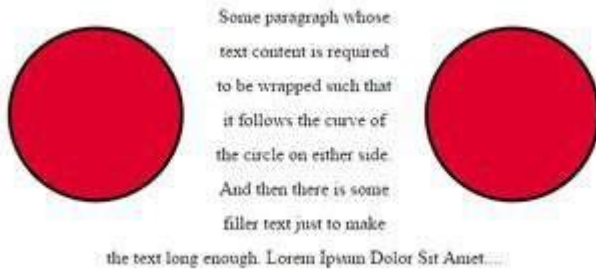 Some paragraph whose
text content is required
to be wrapped such that
it follows the curve of
the circle on either side.
And then there is some
filler text just to make
the text long enough. Lorem Ipsum Dolor Sit Amet....